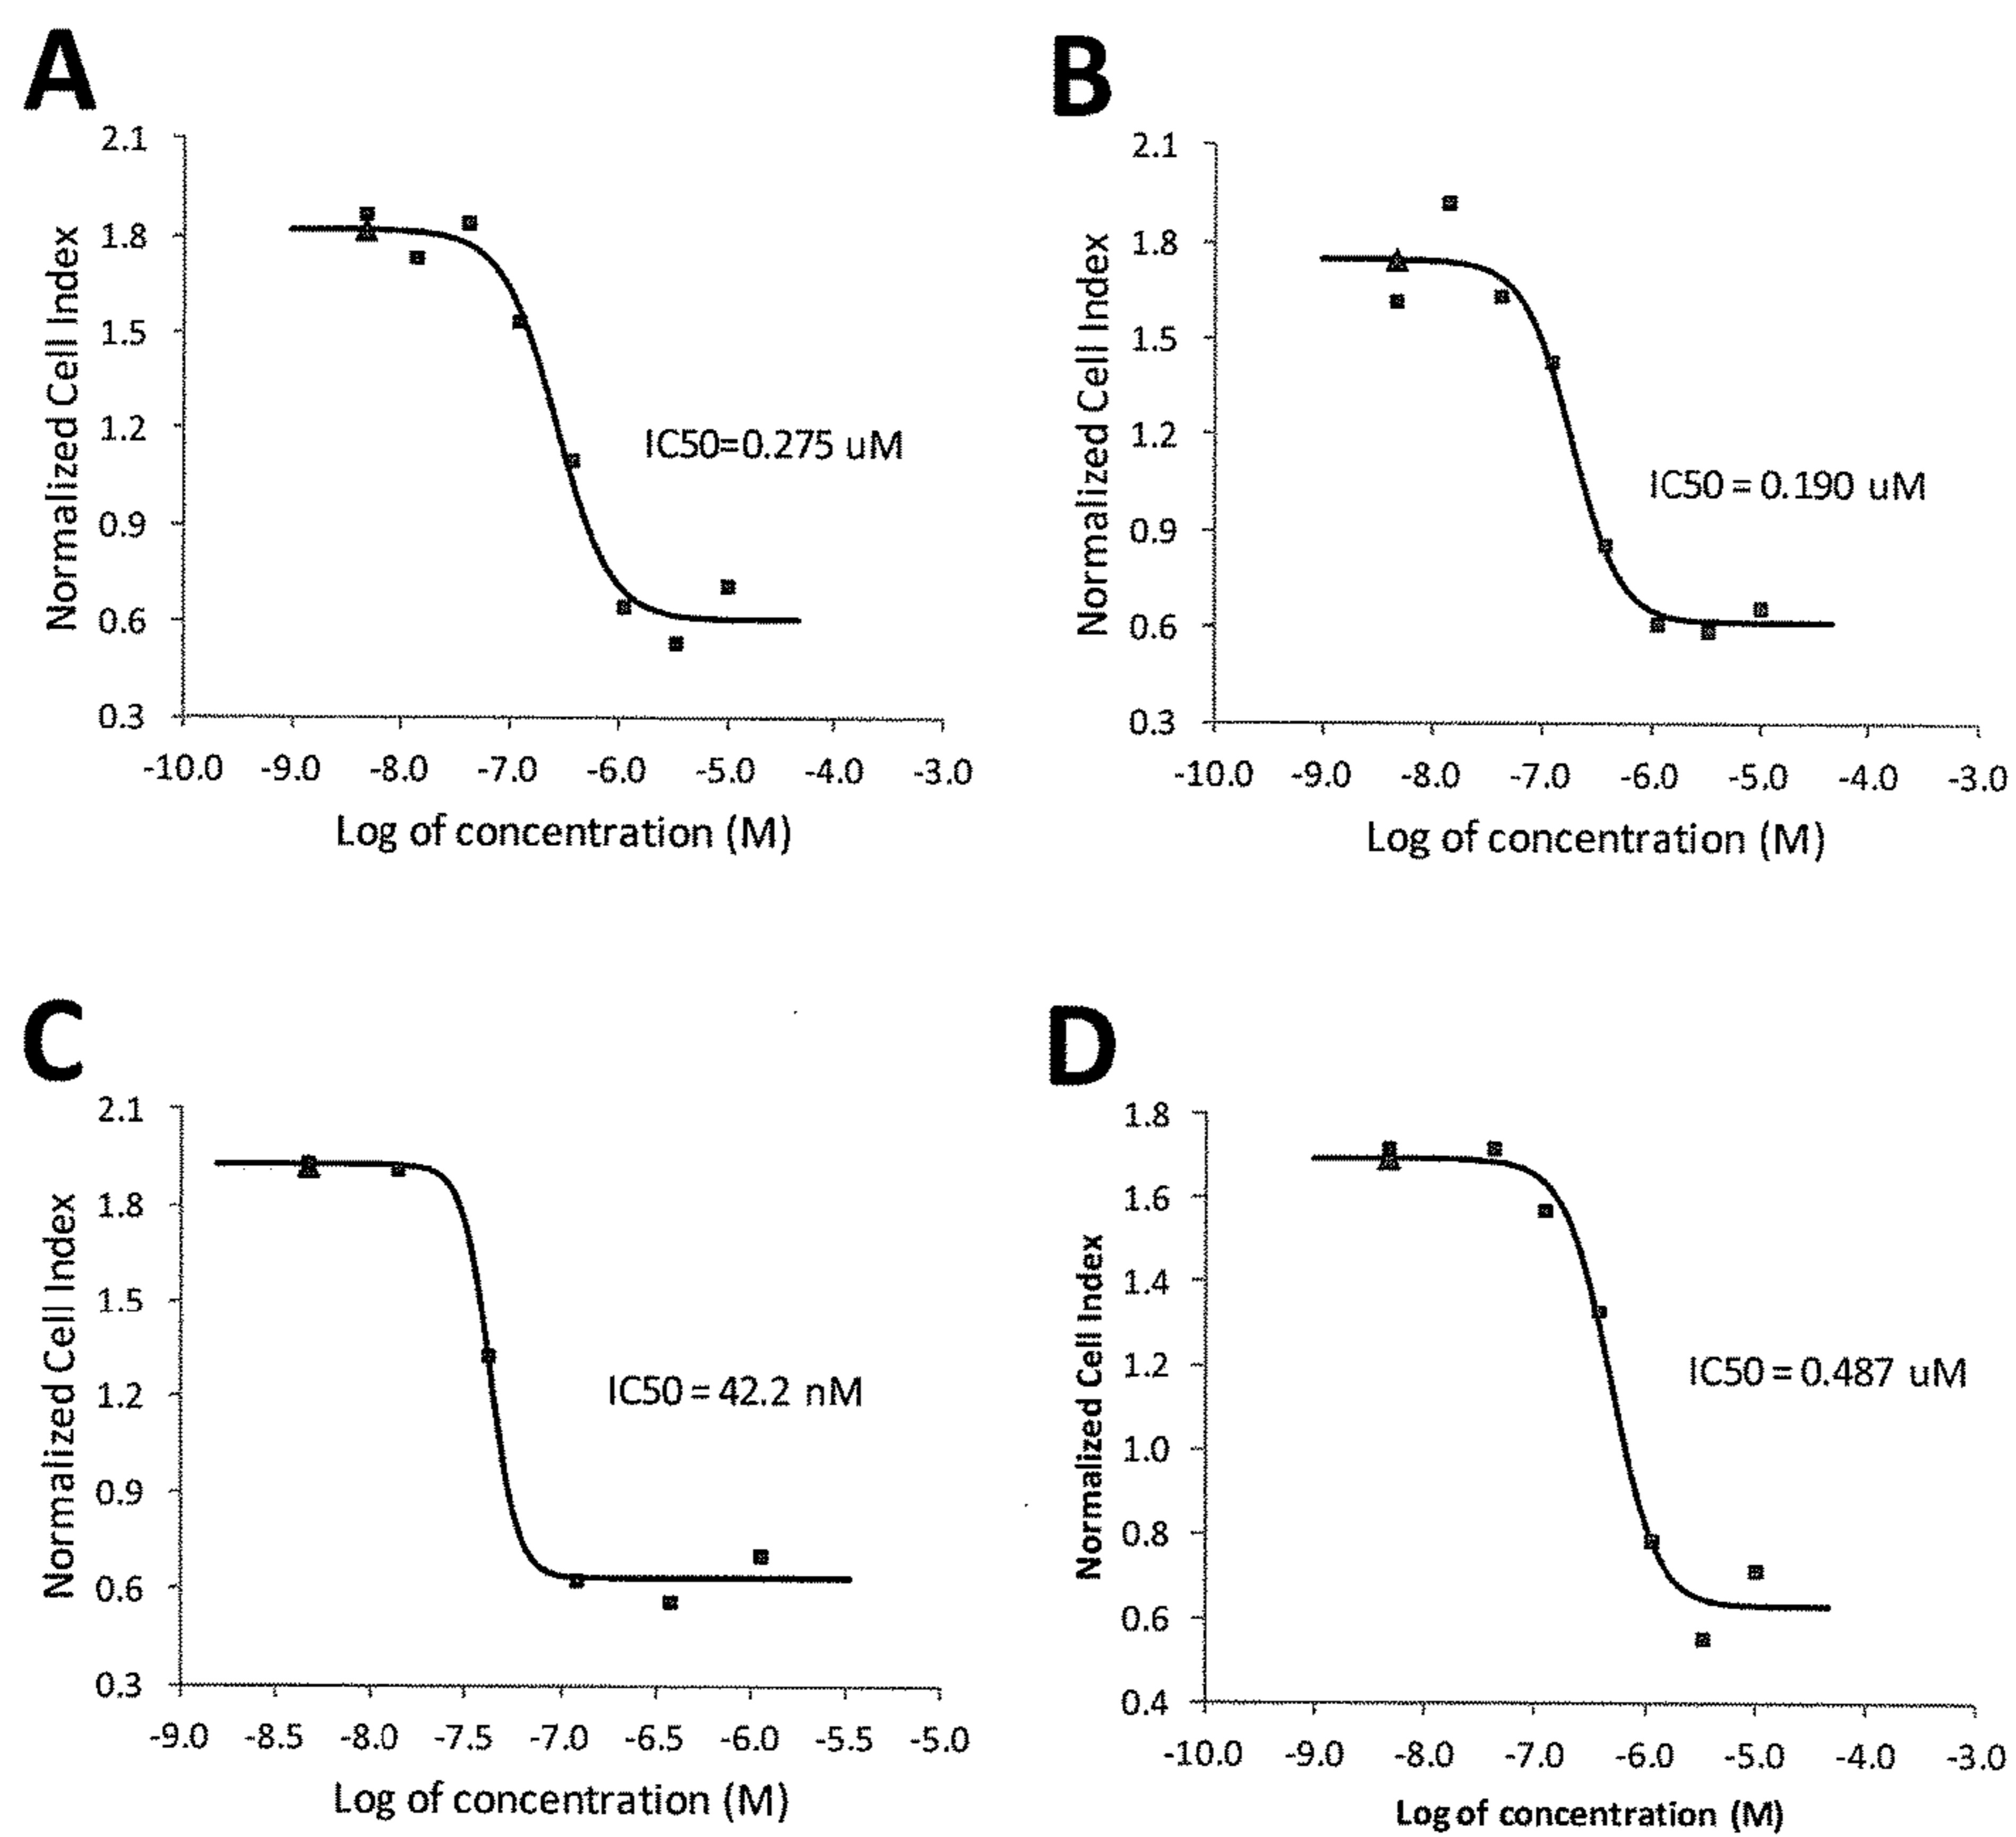 A
2.1
1.8
1.5
1.2
0.9
0.6
0.3
Normalized Cell Index
IC50=0.275 uM
-10.0 -9.0 -8.0 -7.0 -6.0 -5.0 -4.0 -3.0
Log of concentration (M)
B
2.1
1.8
1.5
1.2
0.9
0.6
0.3
Normalized Cell Index
IC50 = 0.190 uM
-10.0 -9.0 -8.0 -7.0 -6.0 -5.0 -4.0 -3.0
Log of concentration (M)
C
2.1
1.8
1.5
1.2
0.9
0.6
0.3
Normalized Cell Index
IC50 = 42.2 nM
-9.0 -8.5 -8.0 -7.5 -7.0 -6.5 -6.0 -5.5 -5.0
Log of concentration (M)
D
1.8
1.6
1.4
1.2
1.0
0.8
0.6
0.4
Normalized Cell Index
IC50 = 0.487 uM
-10.0 -9.0 -8.0 -7.0 -6.0 -5.0 -4.0 -3.0
Log of concentration (M)